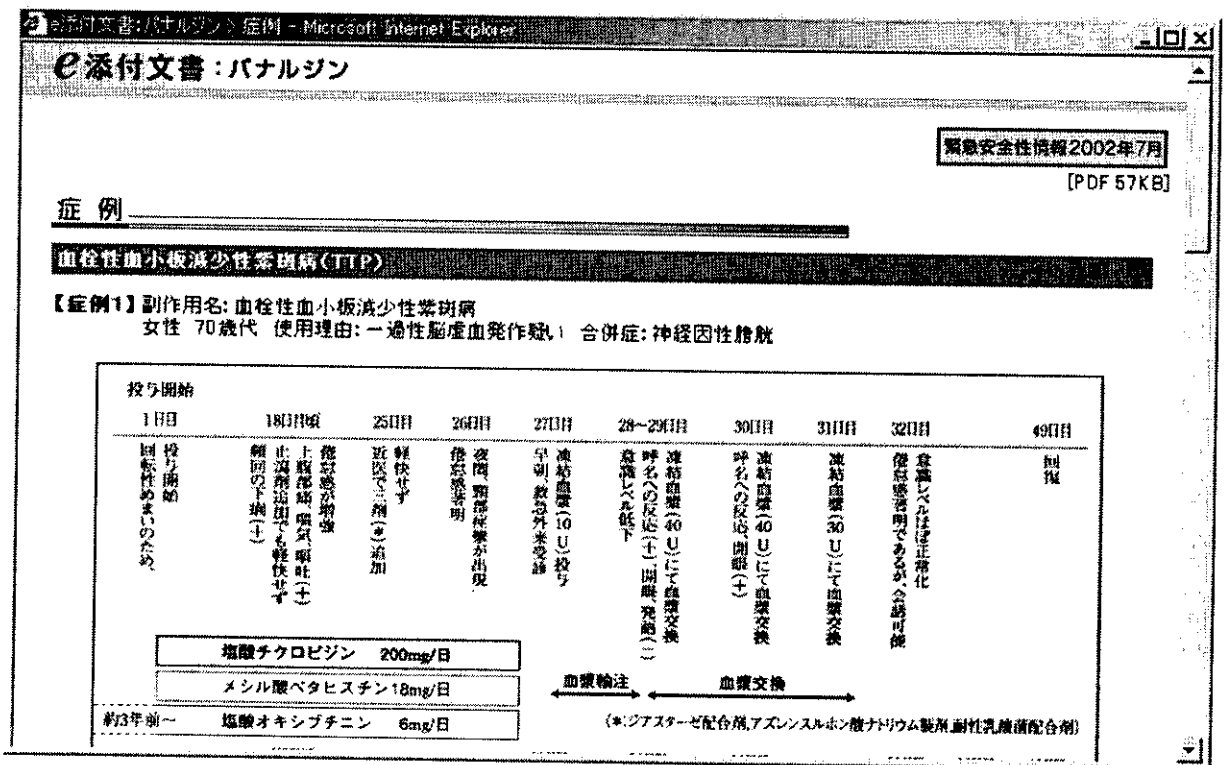 e添付文書:パナルジン > 症例 - Microsoft Internet Explorer
e添付文書:パナルジン
緊急安全性情報2002年7月
[PDF 57KB]
症 例
血栓性血小板減少性紫斑病(TTP)
【症例1】副作用名: 血栓性血小板減少性紫斑病
女性 70歳代 使用理由: 一過性脳虚血発作疑い 合併症: 神経因性膀胱
投与開始
1日目
18日目頃
25日目
26日目
27日目
28~29日目
30日目
31日目
32日目
49日目
投与開始
回転性めまいのため、
倦怠感が増強
上腹部痛、嘔気、嘔吐(+)
止瀉剤追加でも軽快せず
頻回の下痢(+)
軽快せず
近医で三剤(*)追加
夜間、頸部痙攣が出現
倦怠感著明
凍結血漿(10U)投与
早朝、救急外来受診
凍結血漿(40U)にて血漿交換
呼名への反応(+)、開眼、発語(-)
意識レベル低下
凍結血漿(40U)にて血漿交換
呼名への反応、開眼(+)
凍結血漿(30U)にて血漿交換
意識レベルほぼ正常化
倦怠感著明であるが、会話可能
回復
塩酸チクロピジン 200mg/日
メシル酸ベタヒスチン18mg/日
約3年前~ 塩酸オキシブチニン 6mg/日
血漿輸注
血漿交換
(*:ジアスターゼ配合剤,アズレンスルホン酸ナトリウム製剤,耐性乳酸菌配合剤)